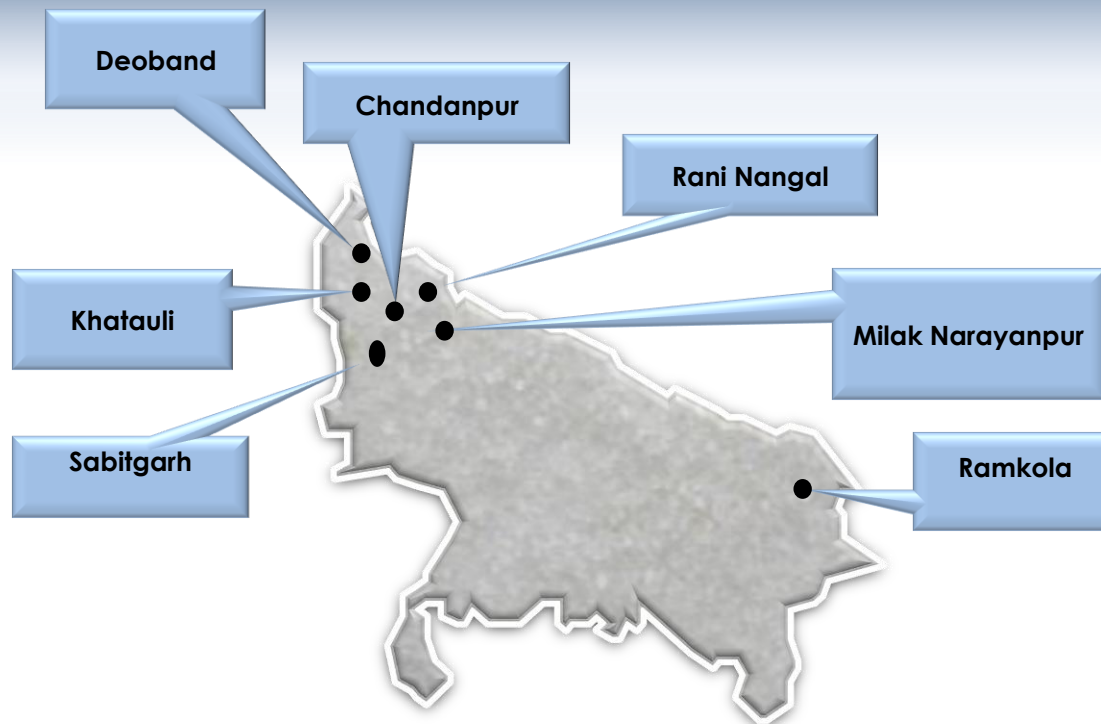 Deoband
Chandanpur
Rani Nangal
Khatauli
Milak Narayanpur
Sabitgarh
Ramkola